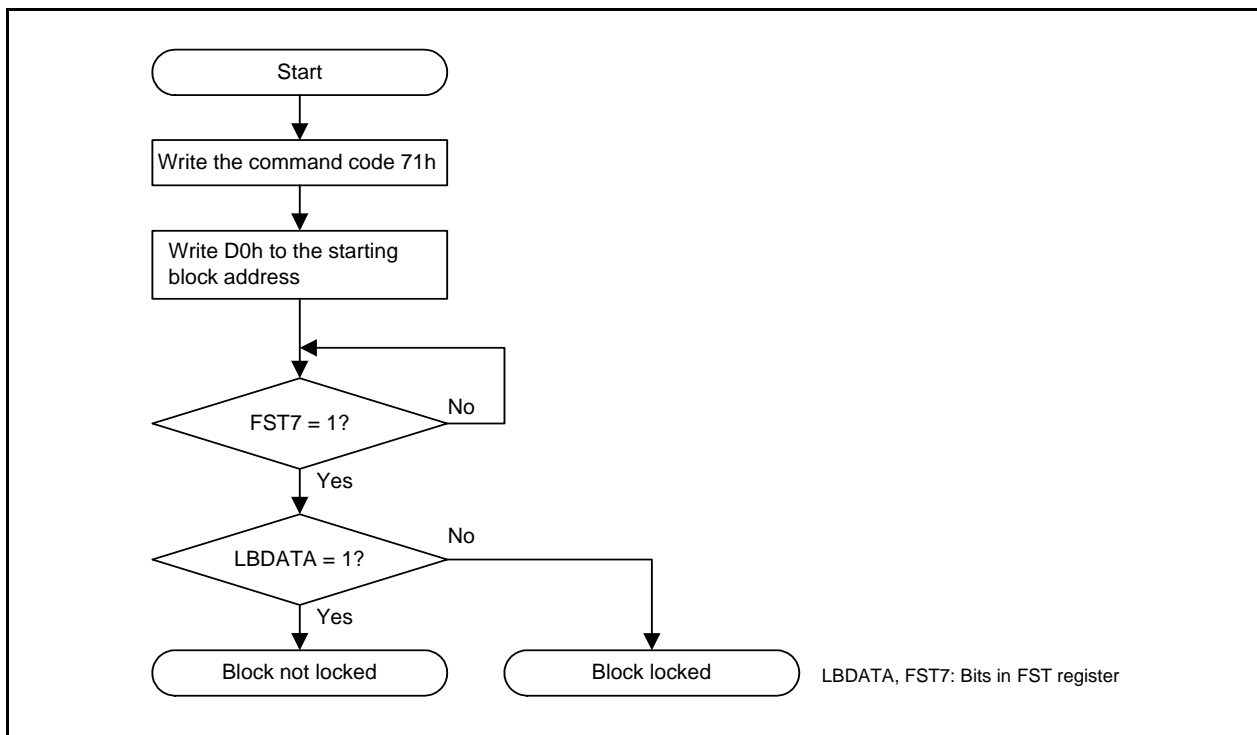 Start
Write the command code 71h
Write D0h to the starting
block address
FST7 = 1?
No
Yes
LBDATA = 1?
No
Yes
Block not locked
Block locked
LBDATA, FST7: Bits in FST register